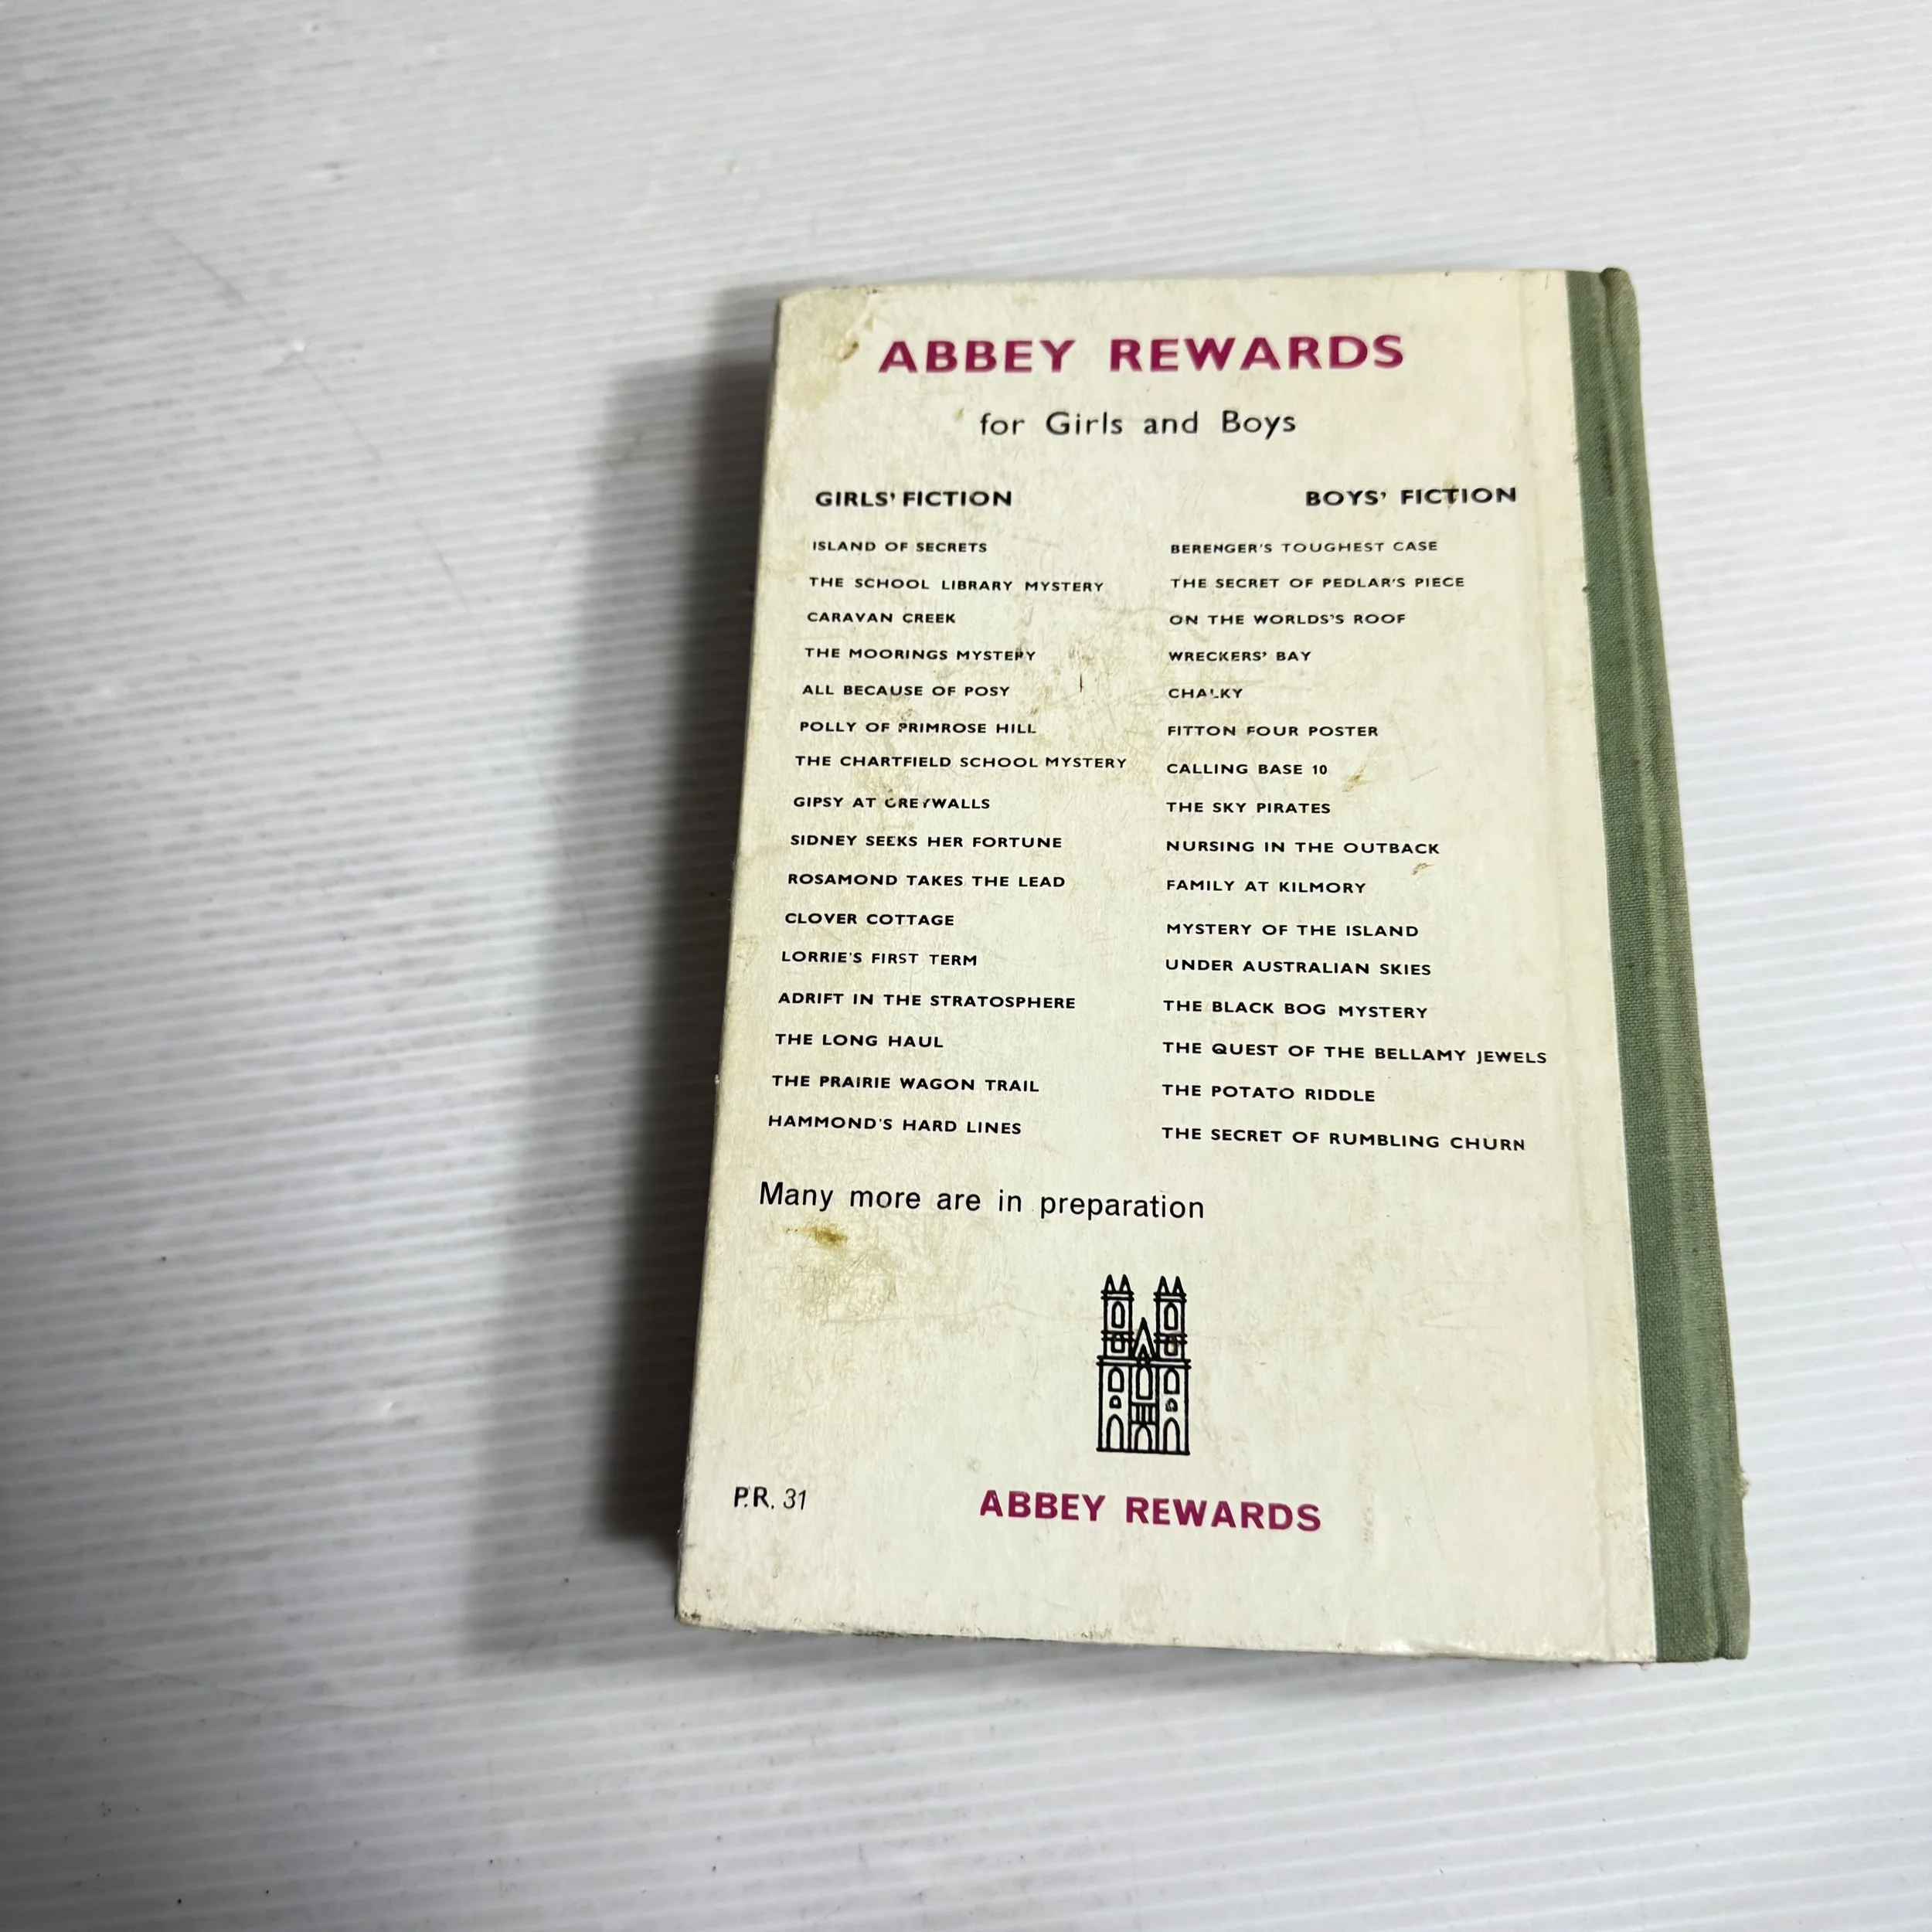 ABBEY REWARDS
for Girls and Boys
GIRLS' FICTION
ISLAND OF SECRETS
THE SCHOOL LIBRARY MYSTERY
CARAVAN CREEK
THE MOORINGS MYSTERY
ALL BECAUSE OF POSY
POLLY OF PRIMROSE HILL
THE CHARTFIELD SCHOOL MYSTERY
GIPSY AT GREYWALLS
SIDNEY SEEKS HER FORTUNE
ROSAMOND TAKES THE LEAD
CLOVER COTTAGE
LORRIE'S FIRST TERM
ADRIFT IN THE STRATOSPHERE
THE LONG HAUL
THE PRAIRIE WAGON TRAIL
HAMMOND'S HARD LINES
BOYS' FICTION
BERENGER'S TOUGHEST CASE
THE SECRET OF PEDLAR'S PIECE
ON THE WORLDS'S ROOF
WRECKERS' BAY
CHALKY
FITTON FOUR POSTER
CALLING BASE 10
THE SKY PIRATES
NURSING IN THE OUTBACK
FAMILY AT KILMORY
MYSTERY OF THE ISLAND
UNDER AUSTRALIAN SKIES
THE BLACK BOG MYSTERY
THE QUEST OF THE BELLAMY JEWELS
THE POTATO RIDDLE
THE SECRET OF RUMBLING CHURN
Many more are in preparation
P.R. 31
ABBEY REWARDS